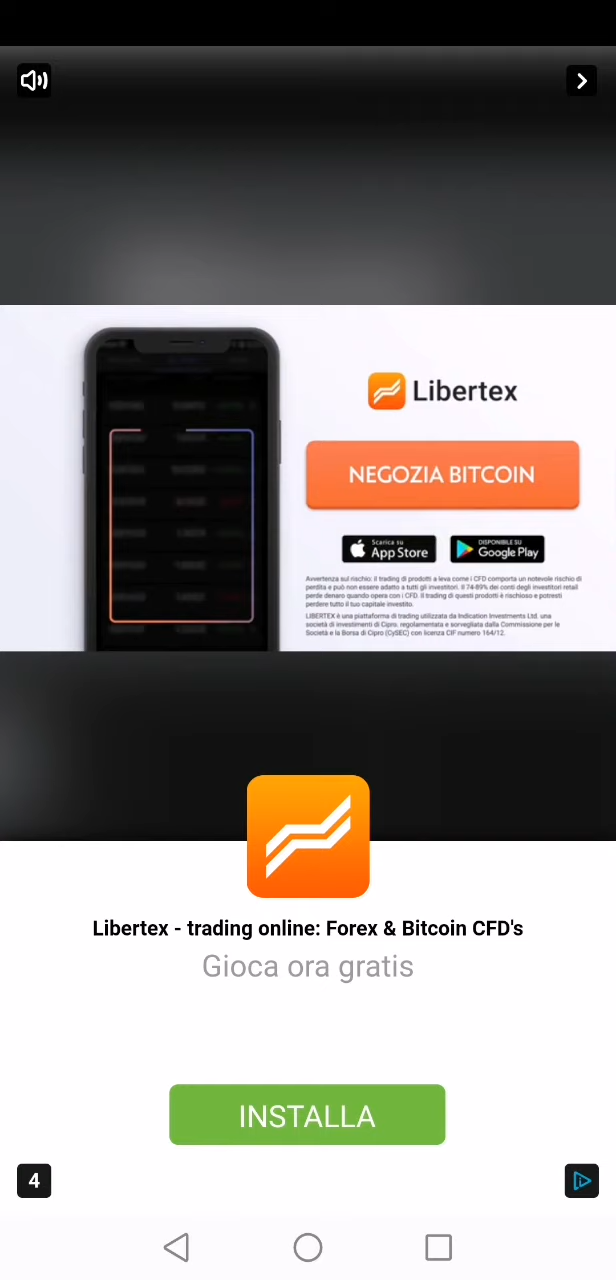 Libertex
NEGOZIA BITCOIN
Scarica su
App Store
DISPONIBILE SU
Google Play
Avvertenza sul rischio: il trading di prodotti a leva come i CFD comporta un notevole rischio di
perdita e può non essere adatto a tutti gli investitori. Il 74-89% dei conti degli investitori retail
perde denaro quando opera con i CFD. Il trading di questi prodotti è rischioso e potresti
perdere tutto il tuo capitale investito.
LIBERTEX è una piattaforma di trading utilizzata da Indication Investments Ltd. una
società di investimenti di Cipro. regolamentata e sorvegliata dalla Commissione per le
Società e la Borsa di Cipro (CySEC) con licenza CIF numero 164/12.
Libertex - trading online: Forex & Bitcoin CFD's
Gioca ora gratis
INSTALLA
4